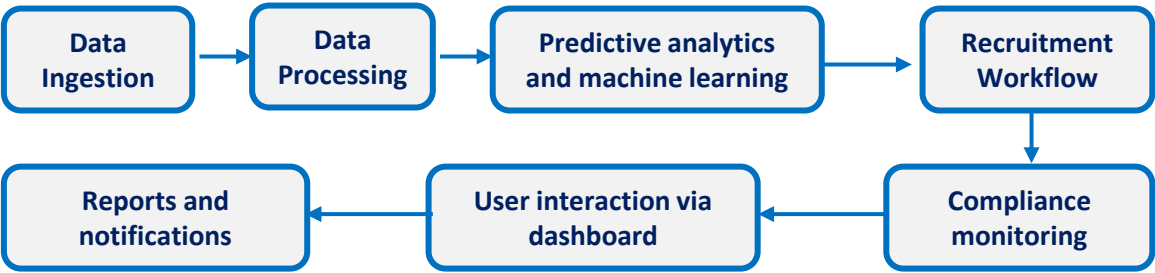 Data
Ingestion
Data
Processing
Predictive analytics
and machine learning
Recruitment
Workflow
Compliance
monitoring
User interaction via
dashboard
Reports and
notifications